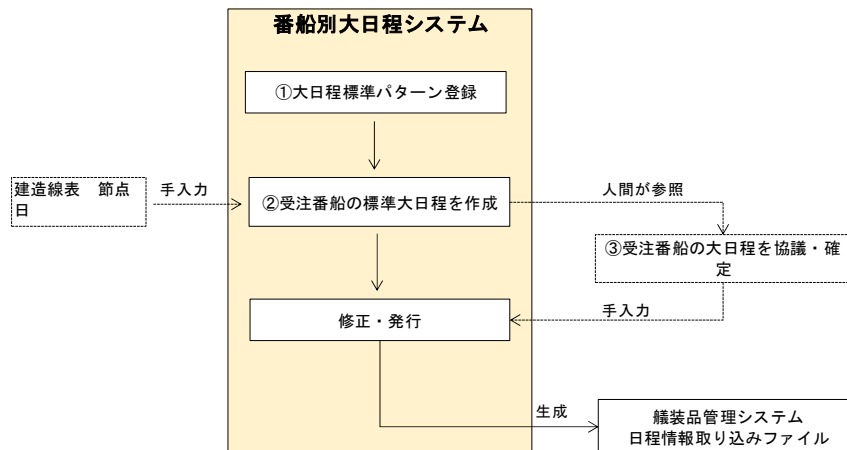 番船別大日程システム
①大日程標準パターン登録
建造線表　節点
日
手入力
②受注番船の標準大日程を作成
人間が参照
③受注番船の大日程を協議・確
定
修正・発行
手入力
生成
艤装品管理システム
日程情報取り込みファイル